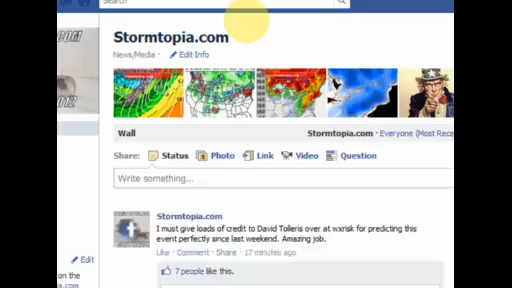 Search
Stormtopia.com
News/Media · Edit Info
.COM
2013
Wall Stormtopia.com · Everyone (Most Rece
Share: Status Photo Link Video Question
Write something...
Stormtopia.com
I must give loads of credit to David Tolleris over at wxrisk for predicting this
event perfectly since last weekend. Amazing job.
Like · Comment · Share · 17 minutes ago
Edit
7 people like this.
on the
a.com